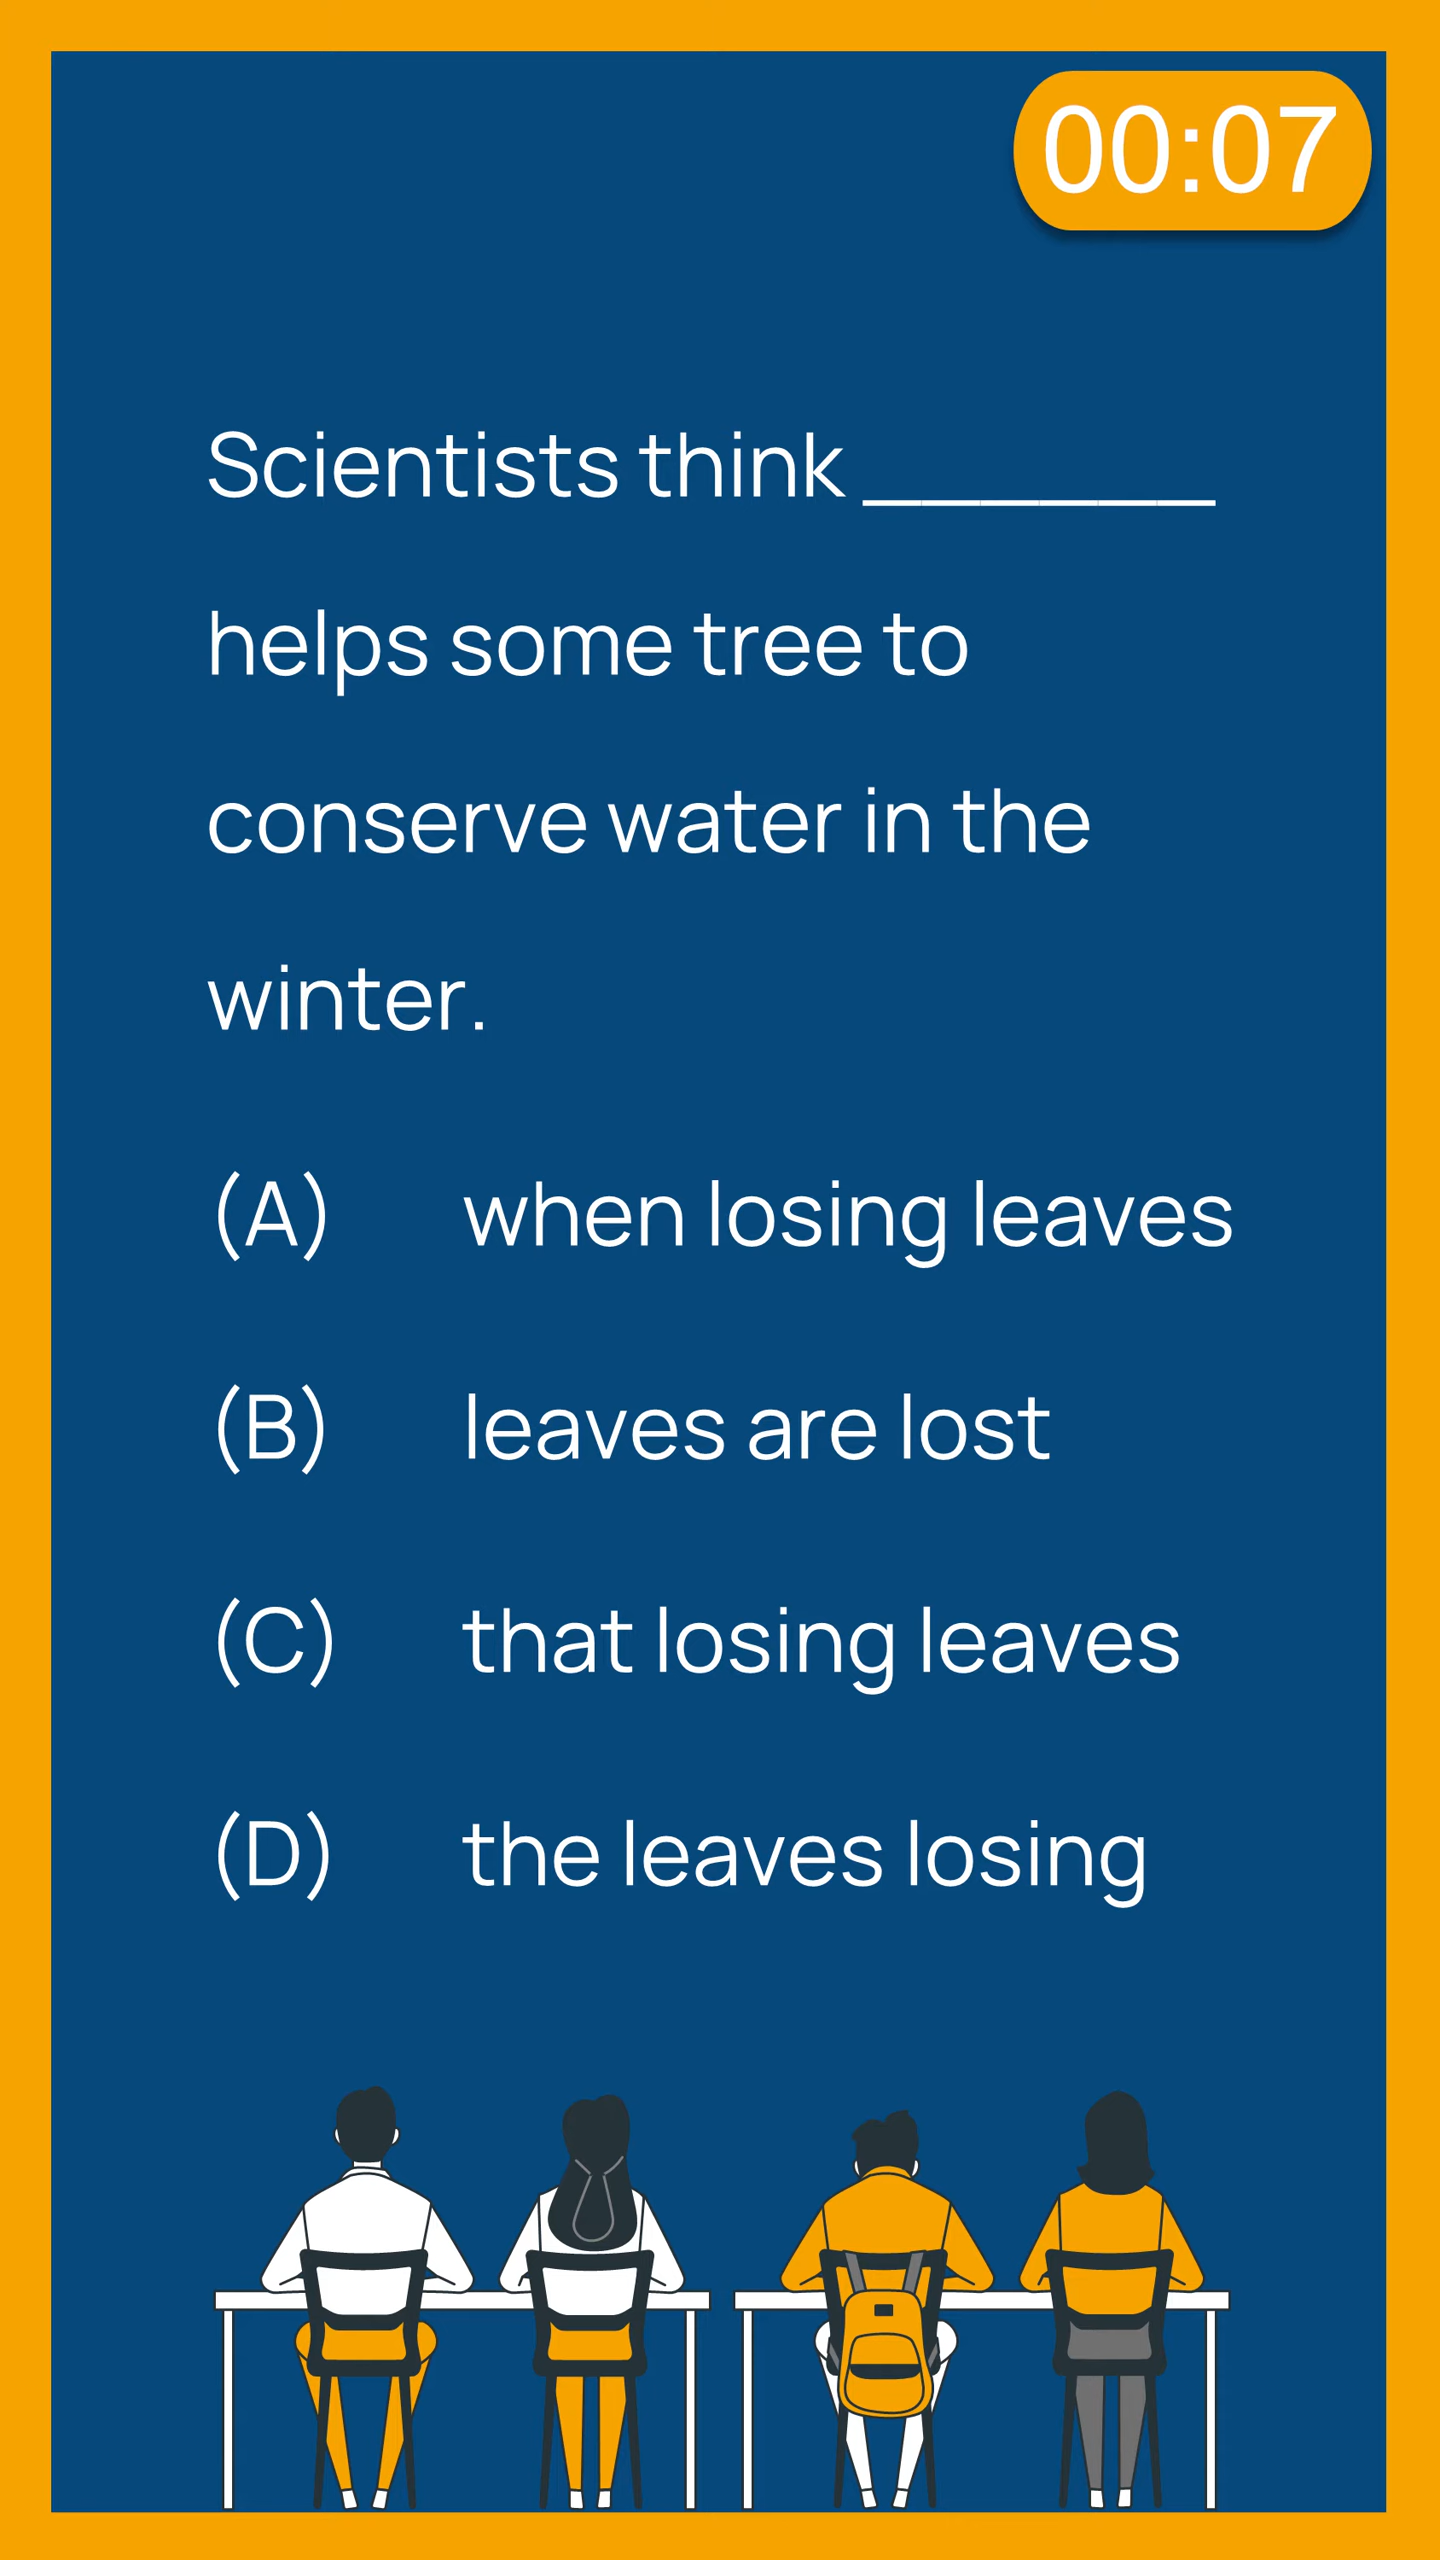 00:07
Scientists think ______
helps some tree to
conserve water in the
winter.
(A) when losing leaves
(B) leaves are lost
(C) that losing leaves
(D) the leaves losing